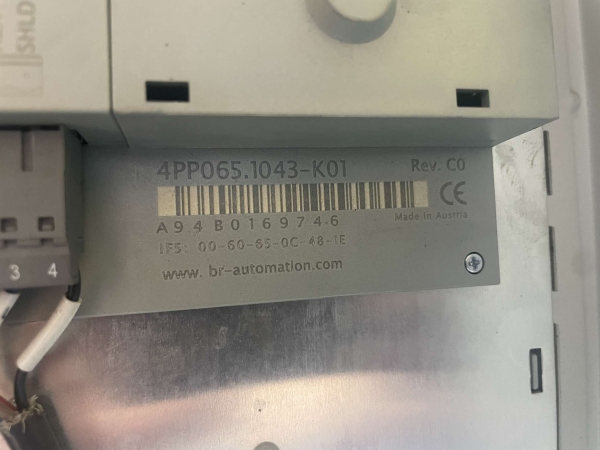 SHLD
4PP065.1043-K01 Rev. C0
A94B0169746 Made in Austria
IF5: 00-60-65-0C-48-1E
www.br-automation.com
3 4